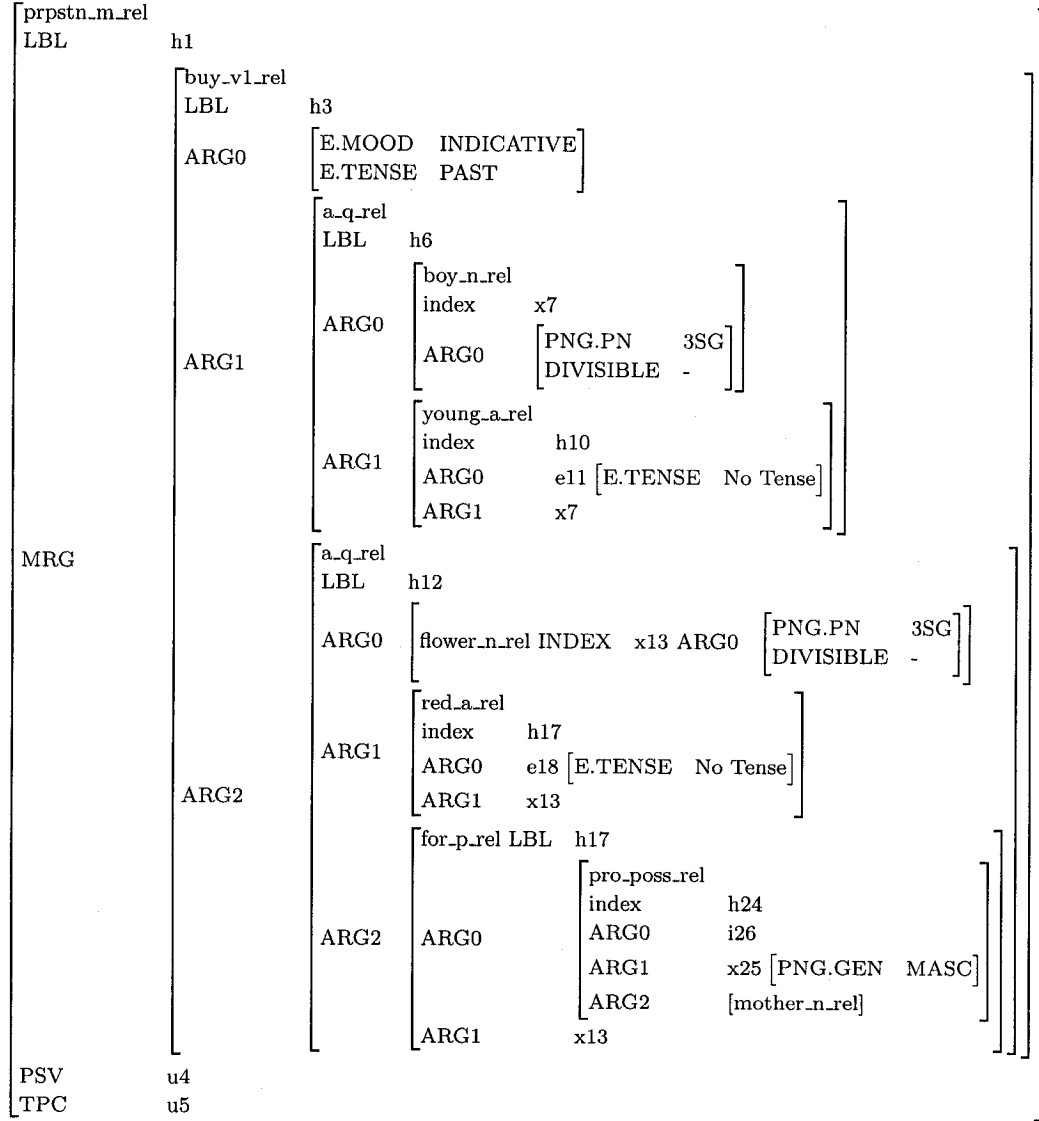 prpstn_m_rel
LBL h1
buy_v1_rel
LBL h3
ARG0 E.MOOD INDICATIVE
E.TENSE PAST
a_q_rel
LBL h6
boy_n_rel
index x7
ARG0
ARG0 PNG.PN 3SG
DIVISIBLE -
ARG1
young_a_rel
index h10
ARG1
ARG0 e11 [E.TENSE No Tense]
ARG1 x7
MRG
a_q_rel
LBL h12
ARG0 flower_n_rel INDEX x13 ARG0 PNG.PN 3SG
DIVISIBLE -
red_a_rel
index h17
ARG1
ARG0 e18 [E.TENSE No Tense]
ARG1 x13
ARG2
for_p_rel LBL h17
pro_poss_rel
index h24
ARG2 ARG0 ARG0 i26
ARG1 x25 [PNG.GEN MASC]
ARG2 [mother_n_rel]
ARG1 x13
PSV u4
TPC u5